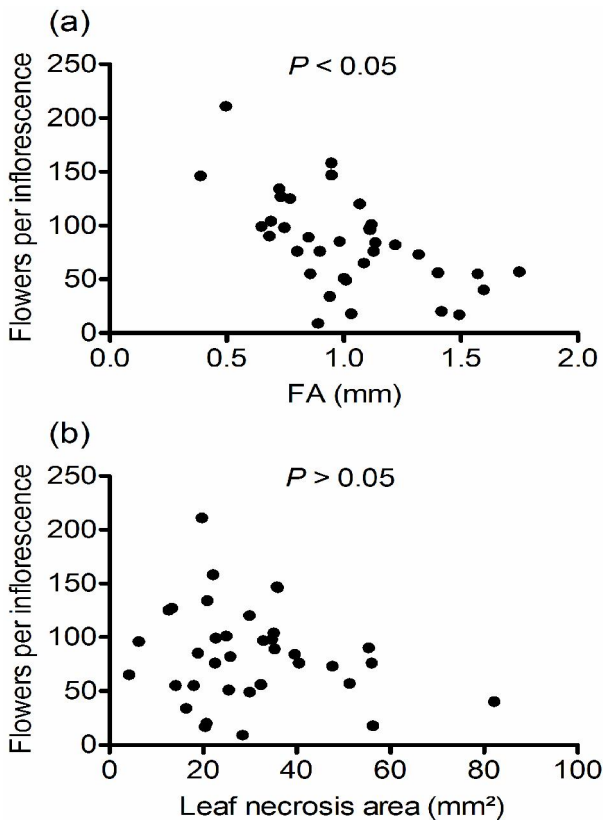 (a)
P < 0.05
Flowers per inflorescence
250
200
150
100
50
0
0.0 0.5 1.0 1.5 2.0
FA (mm)
(b)
P > 0.05
Flowers per inflorescence
250
200
150
100
50
0
0 20 40 60 80 100
Leaf necrosis area (mm²)